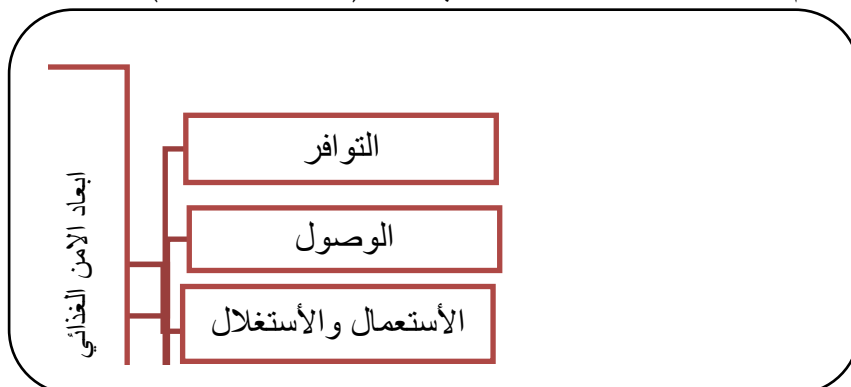 ابعاد الامن الغذائي
التوافر
الوصول
الأستعمال والأستغلال